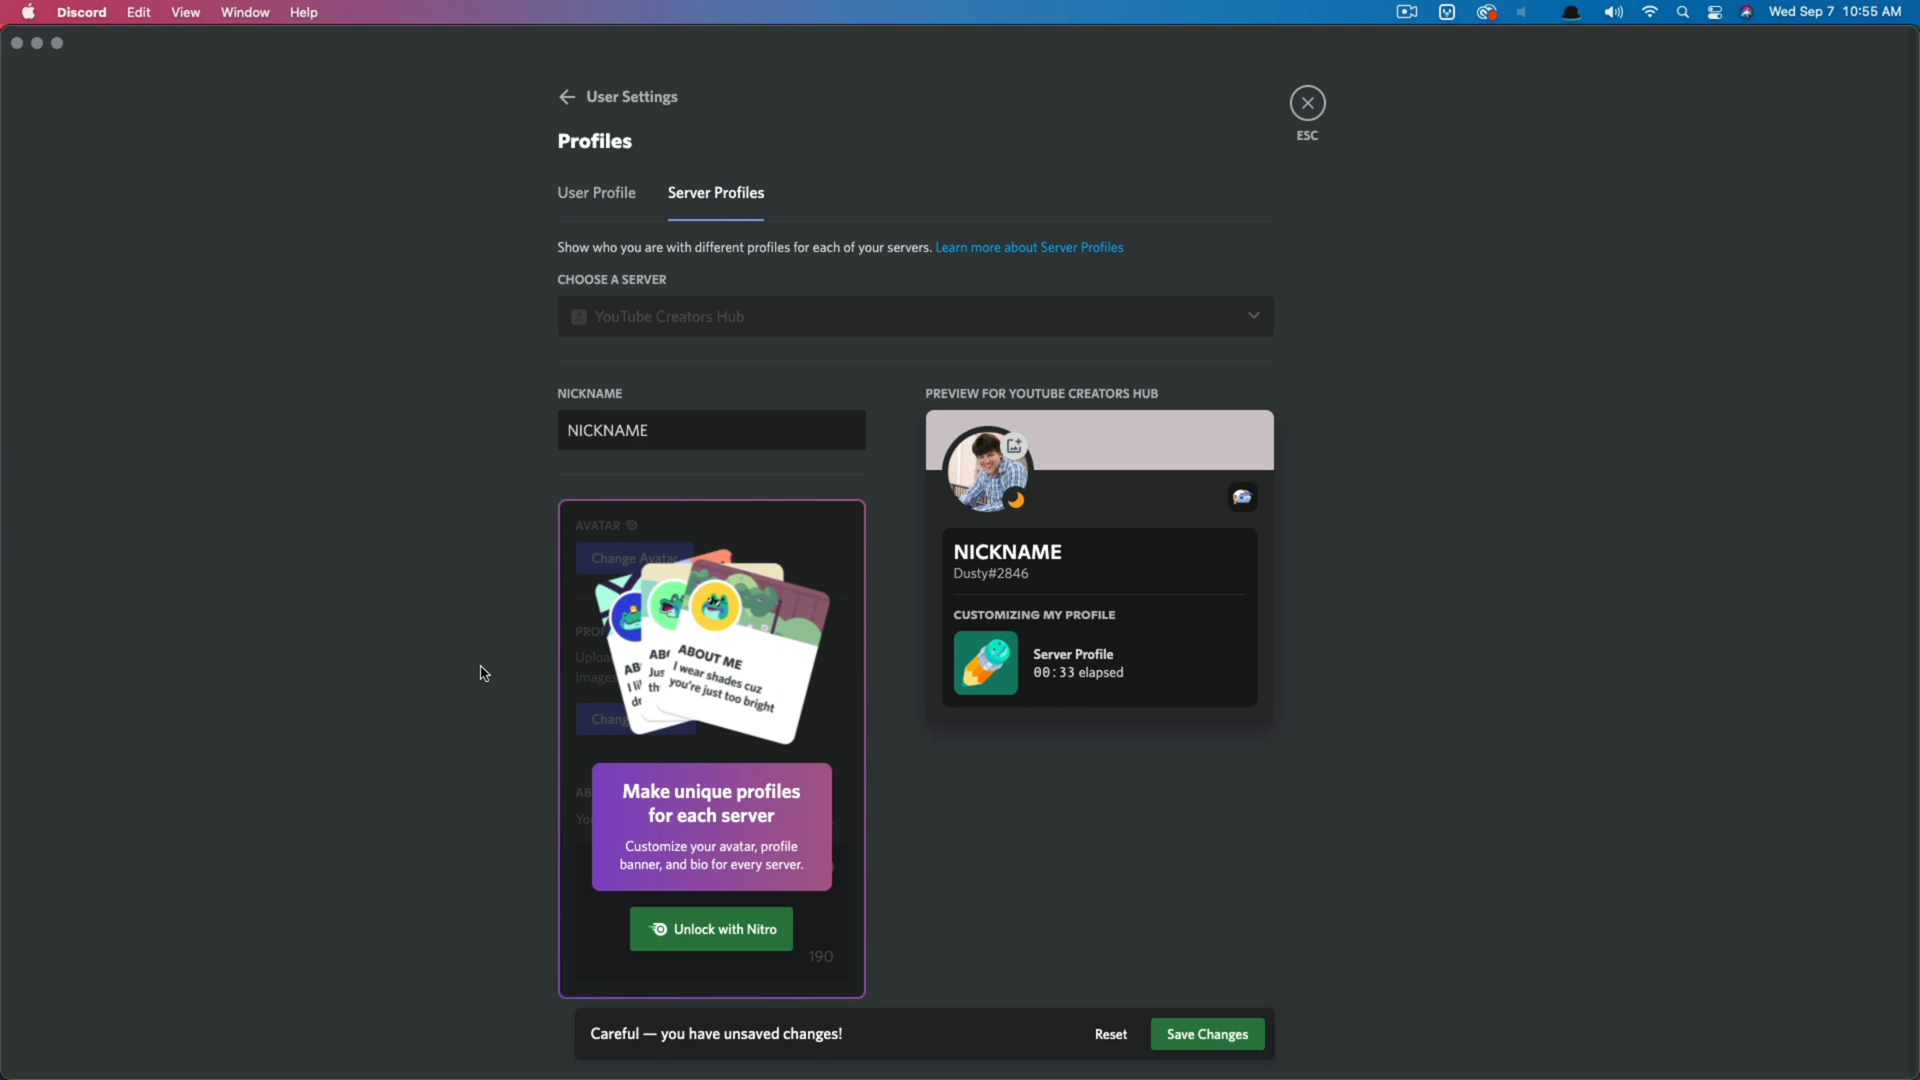 Discord Edit View Window Help
Wed Sep 7 10:55 AM
User Settings
ESC
Profiles
User Profile Server Profiles
Show who you are with different profiles for each of your servers. Learn more about Server Profiles
CHOOSE A SERVER
YouTube Creators Hub
NICKNAME
NICKNAME
PREVIEW FOR YOUTUBE CREATORS HUB
NICKNAME
Dusty#2846
CUSTOMIZING MY PROFILE
Server Profile
00:33 elapsed
AVATAR
Change Avatar
ABOUT ME
I wear shades cuz
you're just too bright
Make unique profiles
for each server
Customize your avatar, profile
banner, and bio for every server.
Unlock with Nitro
190
Careful — you have unsaved changes!
Reset
Save Changes